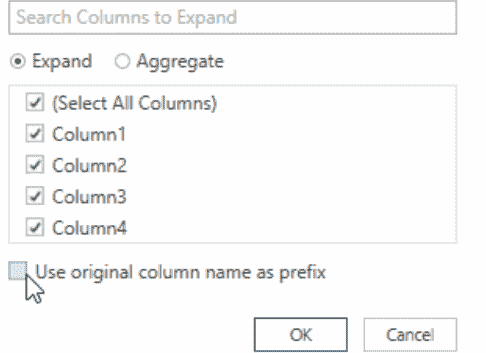 Search Columns to Expand
Expand Aggregate
(Select All Columns)
Column1
Column2
Column3
Column4
Use original column name as prefix
OK Cancel